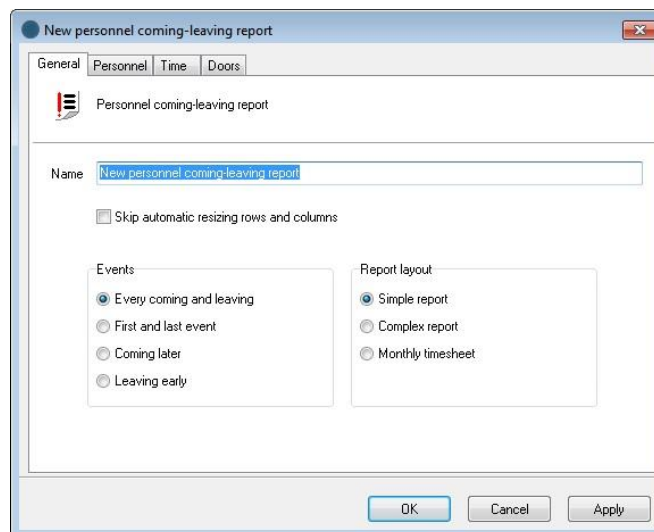 New personnel coming-leaving report
General Personnel Time Doors
Personnel coming-leaving report
Name New personnel coming-leaving report
Skip automatic resizing rows and columns
Events
Every coming and leaving
First and last event
Coming later
Leaving early
Report layout
Simple report
Complex report
Monthly timesheet
OK Cancel Apply